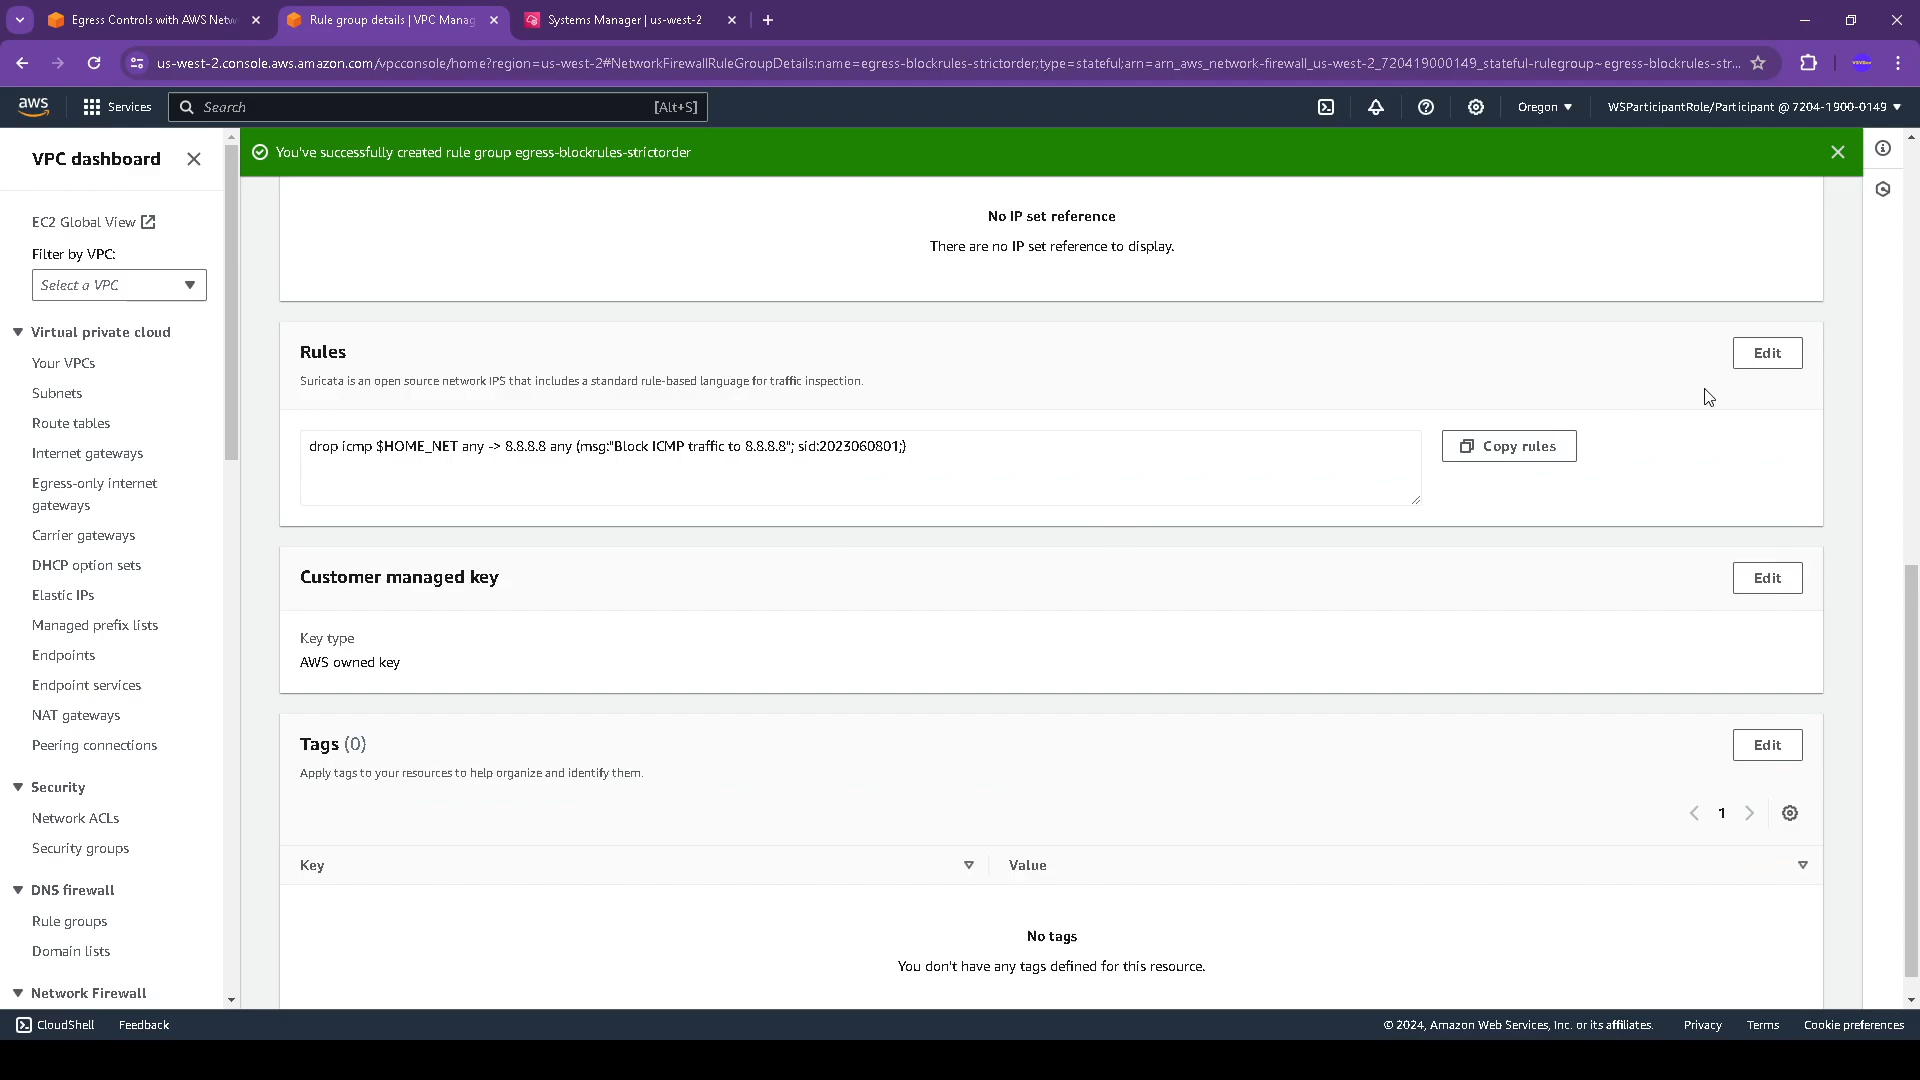 Egress Controls with AWS Netw
Rule group details | VPC Manag
Systems Manager | us-west-2
us-west-2.console.aws.amazon.com/vpcconsole/home?region=us-west-2#NetworkFirewallRuleGroupDetails:name=egress-blockrules-strictorder;type=stateful;arn=arn_aws_network-firewall_us-west-2_720419000149_stateful-rulegroup~egress-blockrules-str...
aws
Services
Search
[Alt+S]
Oregon
WSParticipantRole/Participant @ 7204-1900-0149
VPC dashboard
You've successfully created rule group egress-blockrules-strictorder
EC2 Global View
Filter by VPC:
Select a VPC
Virtual private cloud
Your VPCs
Subnets
Route tables
Internet gateways
Egress-only internet
gateways
Carrier gateways
DHCP option sets
Elastic IPs
Managed prefix lists
Endpoints
Endpoint services
NAT gateways
Peering connections
Security
Network ACLs
Security groups
DNS firewall
Rule groups
Domain lists
Network Firewall
No IP set reference
There are no IP set reference to display.
Rules
Edit
Suricata is an open source network IPS that includes a standard rule-based language for traffic inspection.
drop icmp $HOME_NET any -> 8.8.8.8 any (msg:"Block ICMP traffic to 8.8.8.8"; sid:2023060801;)
Copy rules
Customer managed key
Edit
Key type
AWS owned key
Tags (0)
Edit
Apply tags to your resources to help organize and identify them.
1
Key
Value
No tags
You don't have any tags defined for this resource.
CloudShell
Feedback
© 2024, Amazon Web Services, Inc. or its affiliates.
Privacy
Terms
Cookie preferences